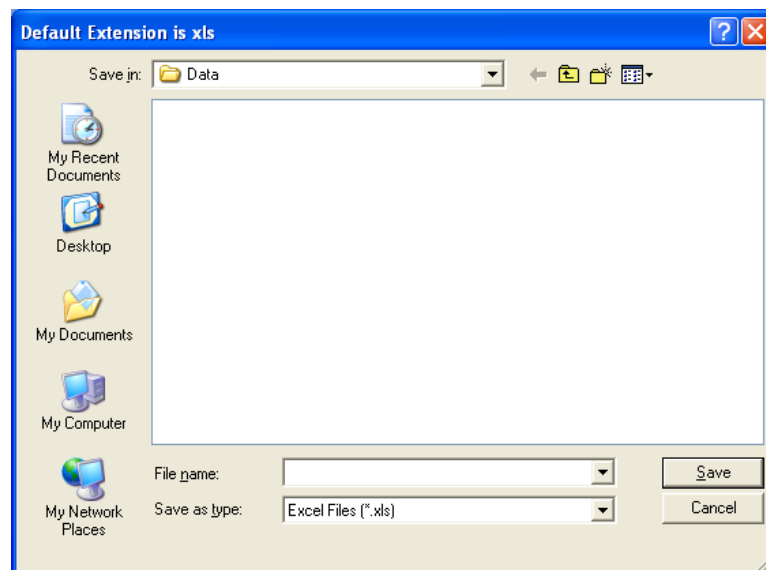 Default Extension is xls
Save in:
Data
My Recent
Documents
Desktop
My Documents
My Computer
My Network
Places
File name:
Save
Save as type:
Excel Files (*.xls)
Cancel